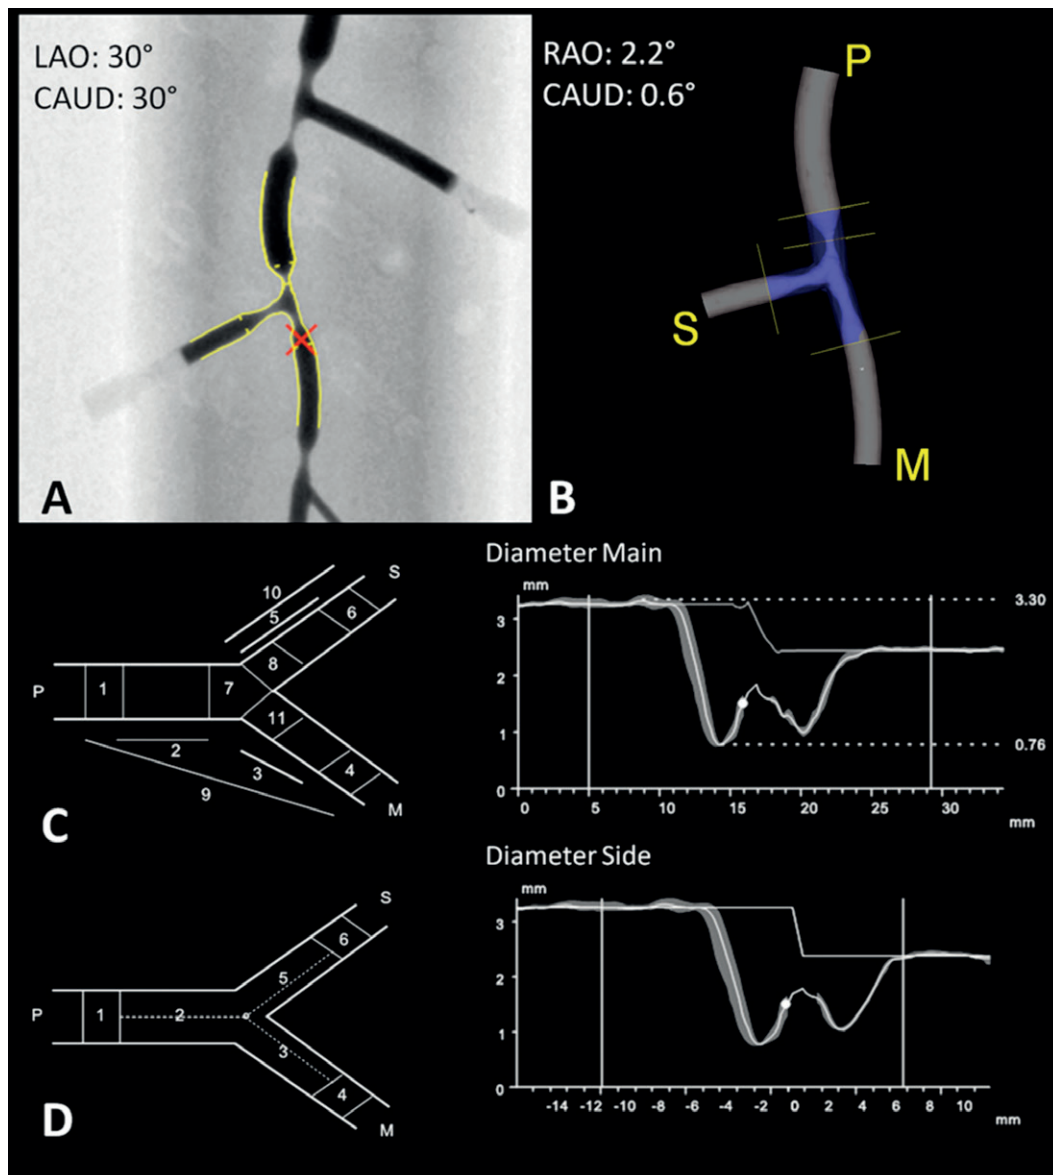 LAO: 30°
CAUD: 30°
A
RAO: 2.2°
CAUD: 0.6°
P
S
M
B
S
10
5
6
8
P
1
7
11
2
3
4
9
M
C
Diameter Main
mm
3.30
3
2
1
0.76
0
0 5 10 15 20 25 30
mm
S
6
5
P
1
2
3
4
M
D
Diameter Side
mm
3
2
1
0
-14 -12 -10 -8 -6 -4 -2 0 2 4 6 8 10
mm